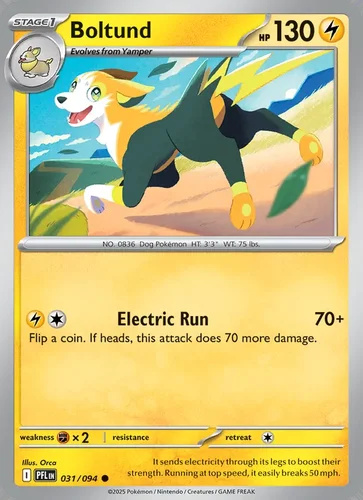 STAGE1
Boltund
HP 130
Evolves from Yamper
NO. 0836 Dog Pokémon HT: 3'3" WT: 75 lbs.
Electric Run 70+
Flip a coin. If heads, this attack does 70 more damage.
weakness ×2 resistance retreat
Illus. Orca
I PFL EN 031/094
It sends electricity through its legs to boost their
strength. Running at top speed, it easily breaks 50 mph.
©2025 Pokémon / Nintendo / Creatures / GAME FREAK